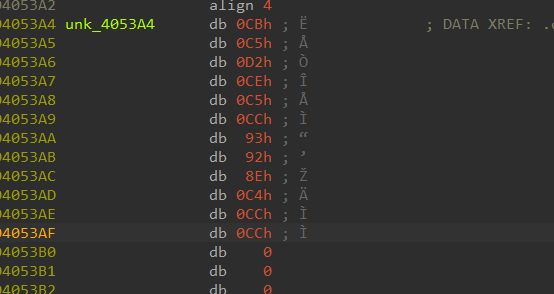 04053A2 align 4
04053A4 unk_4053A4 db 0CBh ; Ë ; DATA XREF: .
04053A5 db 0C5h ; Å
04053A6 db 0D2h ; Ò
04053A7 db 0CEh ; Î
04053A8 db 0C5h ; Å
04053A9 db 0CCh ; Ì
04053AA db 93h ; “
04053AB db 92h ; ’
04053AC db 8Eh ; Ž
04053AD db 0C4h ; Ä
04053AE db 0CCh ; Ì
04053AF db 0CCh ; Ì
04053B0 db 0
04053B1 db 0
04053B2 db 0